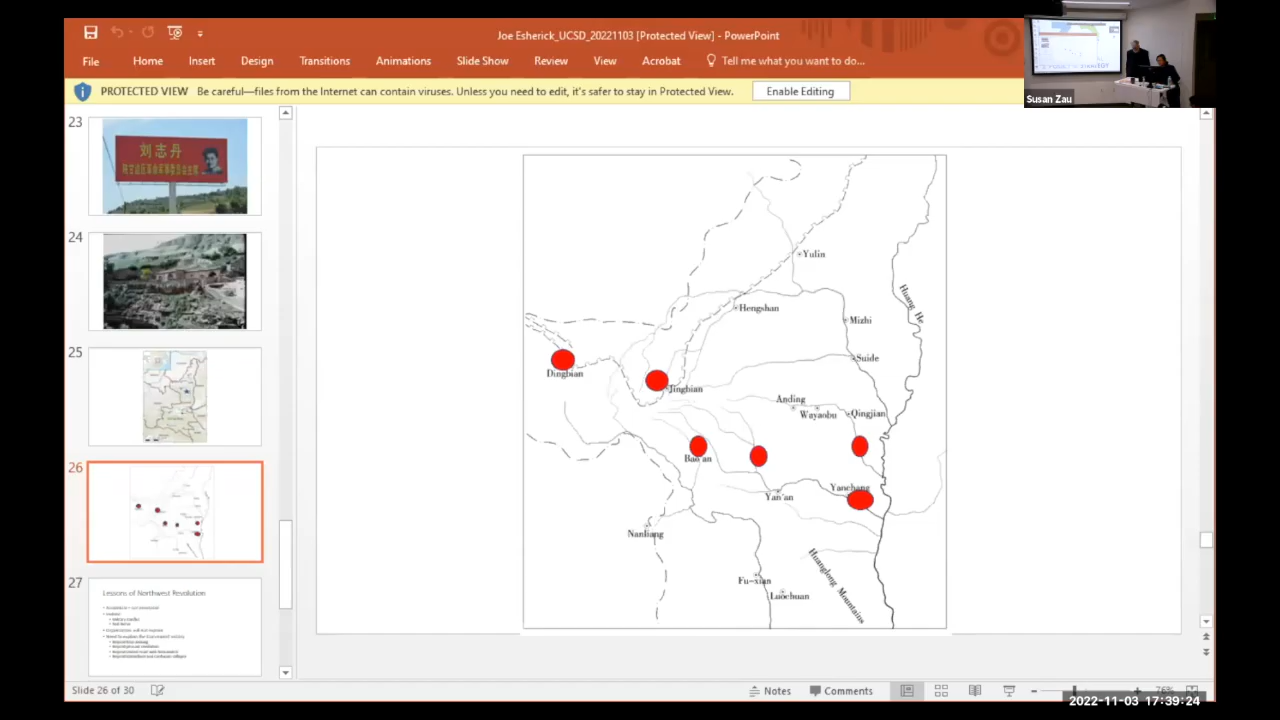 Joe Esherick_UCSD_20221103 [Protected View] - PowerPoint
File Home Insert Design Transitions Animations Slide Show Review View Acrobat Tell me what you want to do...
PROTECTED VIEW Be careful—files from the Internet can contain viruses. Unless you need to edit, it's safer to stay in Protected View. Enable Editing
Susan Zau
23
刘志丹
24
25
26
27
Lessons of Northwest Revolution
Yulin
Huang He
Hengshan
Mizhi
Suide
Dingbian
Jingbian
Anding
Wayaobu
Qingjian
Bao'an
Yan'an
Yanchang
Nanliang
Huanglong Mountains
Fu-xian
Luochuan
Slide 26 of 30
Notes Comments
76%
2022-11-03 17:39:24